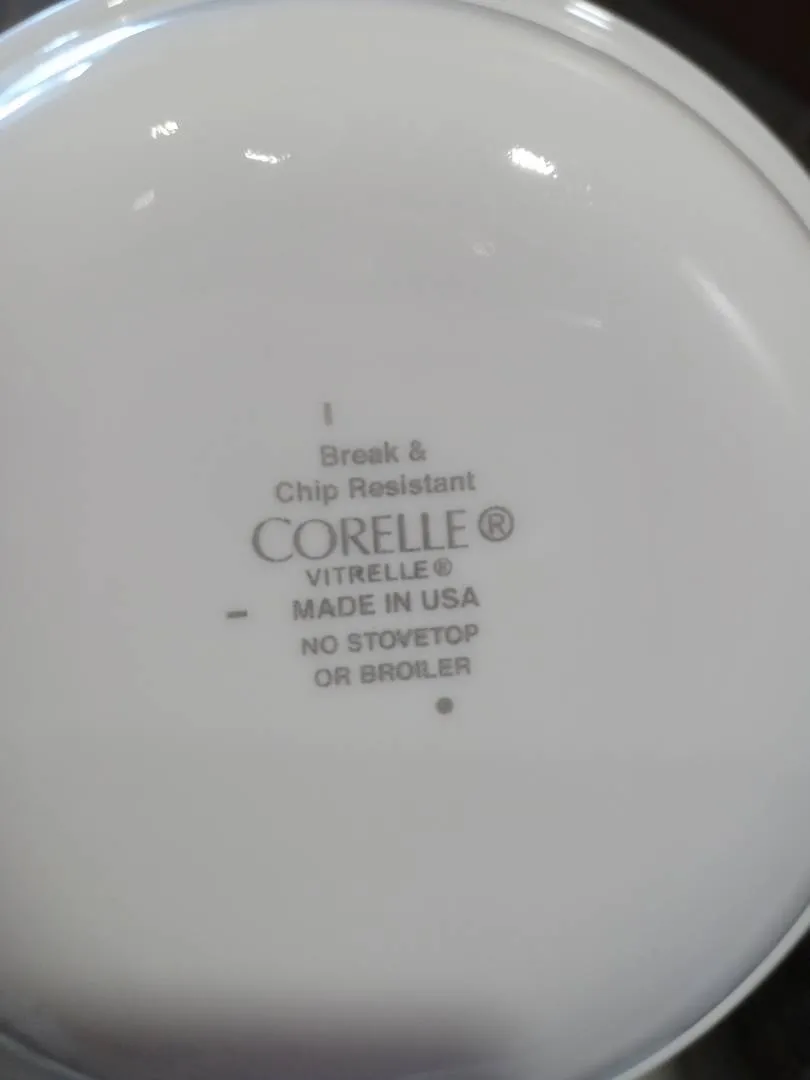 Break &
Chip Resistant
CORELLE®
VITRELLE®
MADE IN USA
NO STOVETOP
OR BROILER